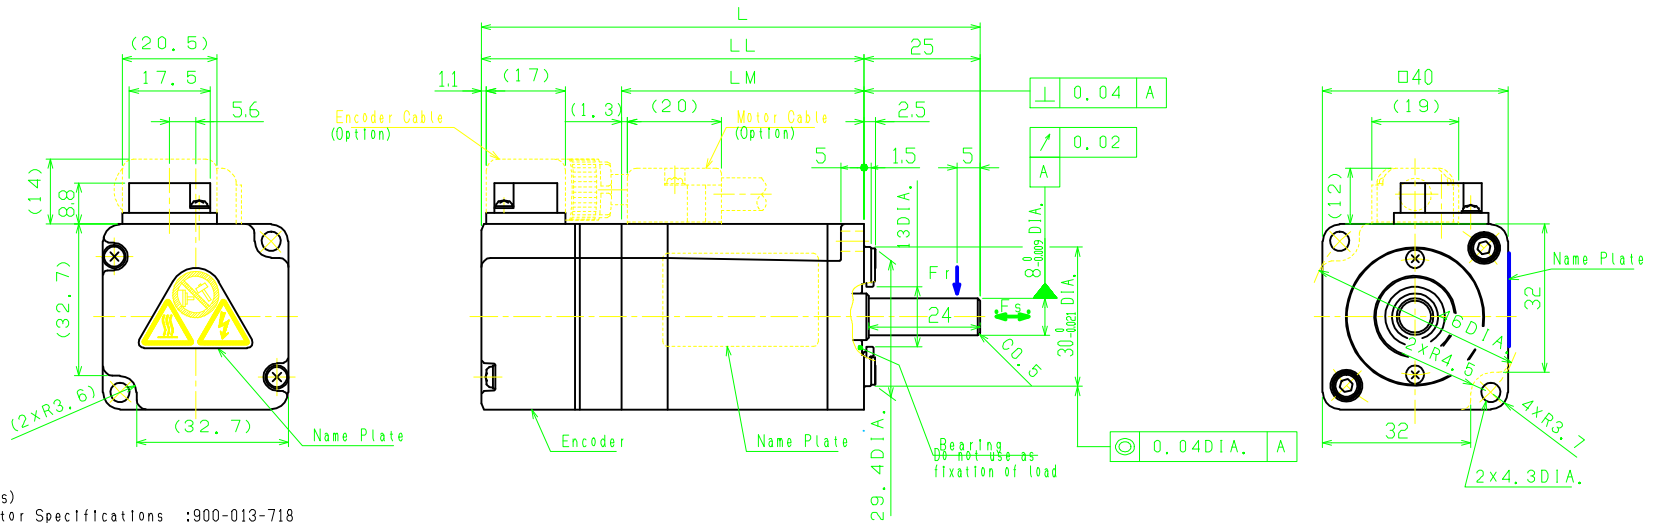 (20. 5)
17. 5
5.6
(14)
8.8
(32. 7)
(2xR3. 6)
(32. 7)
Name Plate
L
LL
25
1.1
(17)
LM
(1.3)
(20)
2.5
Encoder Cable
(Option)
Motor Cable
(Option)
5
1.5
5
⊥ 0. 04 A
↗ 0. 02
A
13DIA.
8 0 -0.009 DIA.
Fr
Fs
24
30 0 -0.021 DIA.
C0. 5
29. 4DIA.
Encoder
Name Plate
Bearing
Do not use as
fixation of load
◎ 0. 04DIA. A
□40
(19)
(12)
Name Plate
32
46DIA.
2xR4. 5
32
4xR3. 7
2x4. 3DIA.
s)
tor Specifications :900-013-718